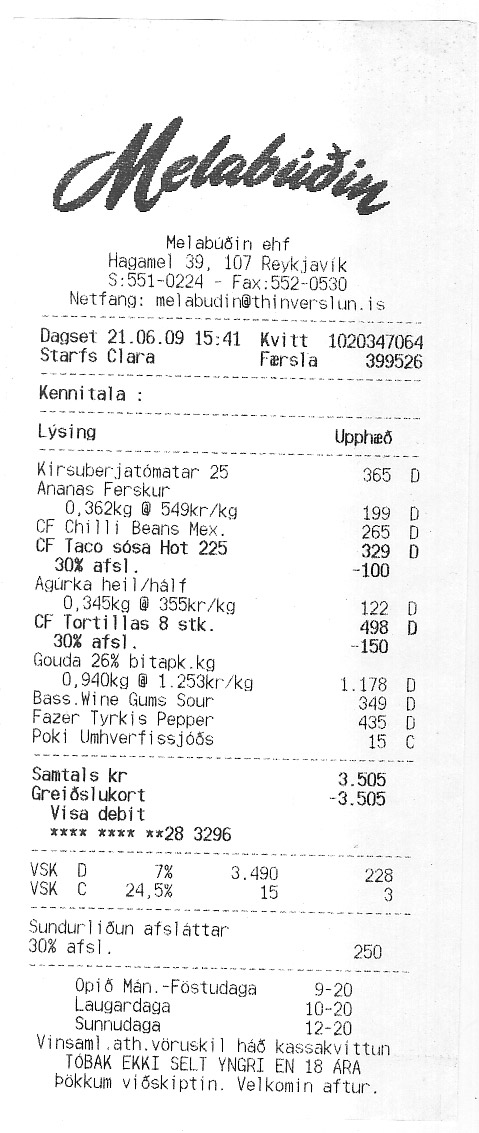 Melabúðin
Melabúðin ehf
Hagamel 39, 107 Reykjavík
S:551-0224 - Fax:552-0530
Netfang: melabudin@thinverslun.is
Dagset 21.06.09 15:41 Kvitt 1020347064
Starfs Clara Færsla 399526
Kennitala :
Lýsing Upphæð
Kirsuberjatómatar 25 365 D
Ananas Ferskur
0,362kg @ 549kr/kg 199 D
CF Chilli Beans Mex. 265 D
CF Taco sósa Hot 225 329 D
30% afsl. -100
Agúrka heil/hálf
0,345kg @ 355kr/kg 122 D
CF Tortillas 8 stk. 498 D
30% afsl. -150
Gouda 26% bitapk.kg
0,940kg @ 1.253kr/kg 1.178 D
Bass.Wine Gums Sour 349 D
Fazer Tyrkis Pepper 435 D
Poki Umhverfissjóðs 15 C
Samtals kr 3.505
Greiðslukort -3.505
Visa debit
**** **** **28 3296
VSK D 7% 3.490 228
VSK C 24,5% 15 3
Sundurliðun afsláttar
30% afsl. 250
Opið Mán.-Föstudaga 9-20
Laugardaga 10-20
Sunnudaga 12-20
Vinsaml.ath.vöruskil háð kassakvittun
TÓBAK EKKI SELT YNGRI EN 18 ÁRA
Þökkum viðskiptin. Velkomin aftur.